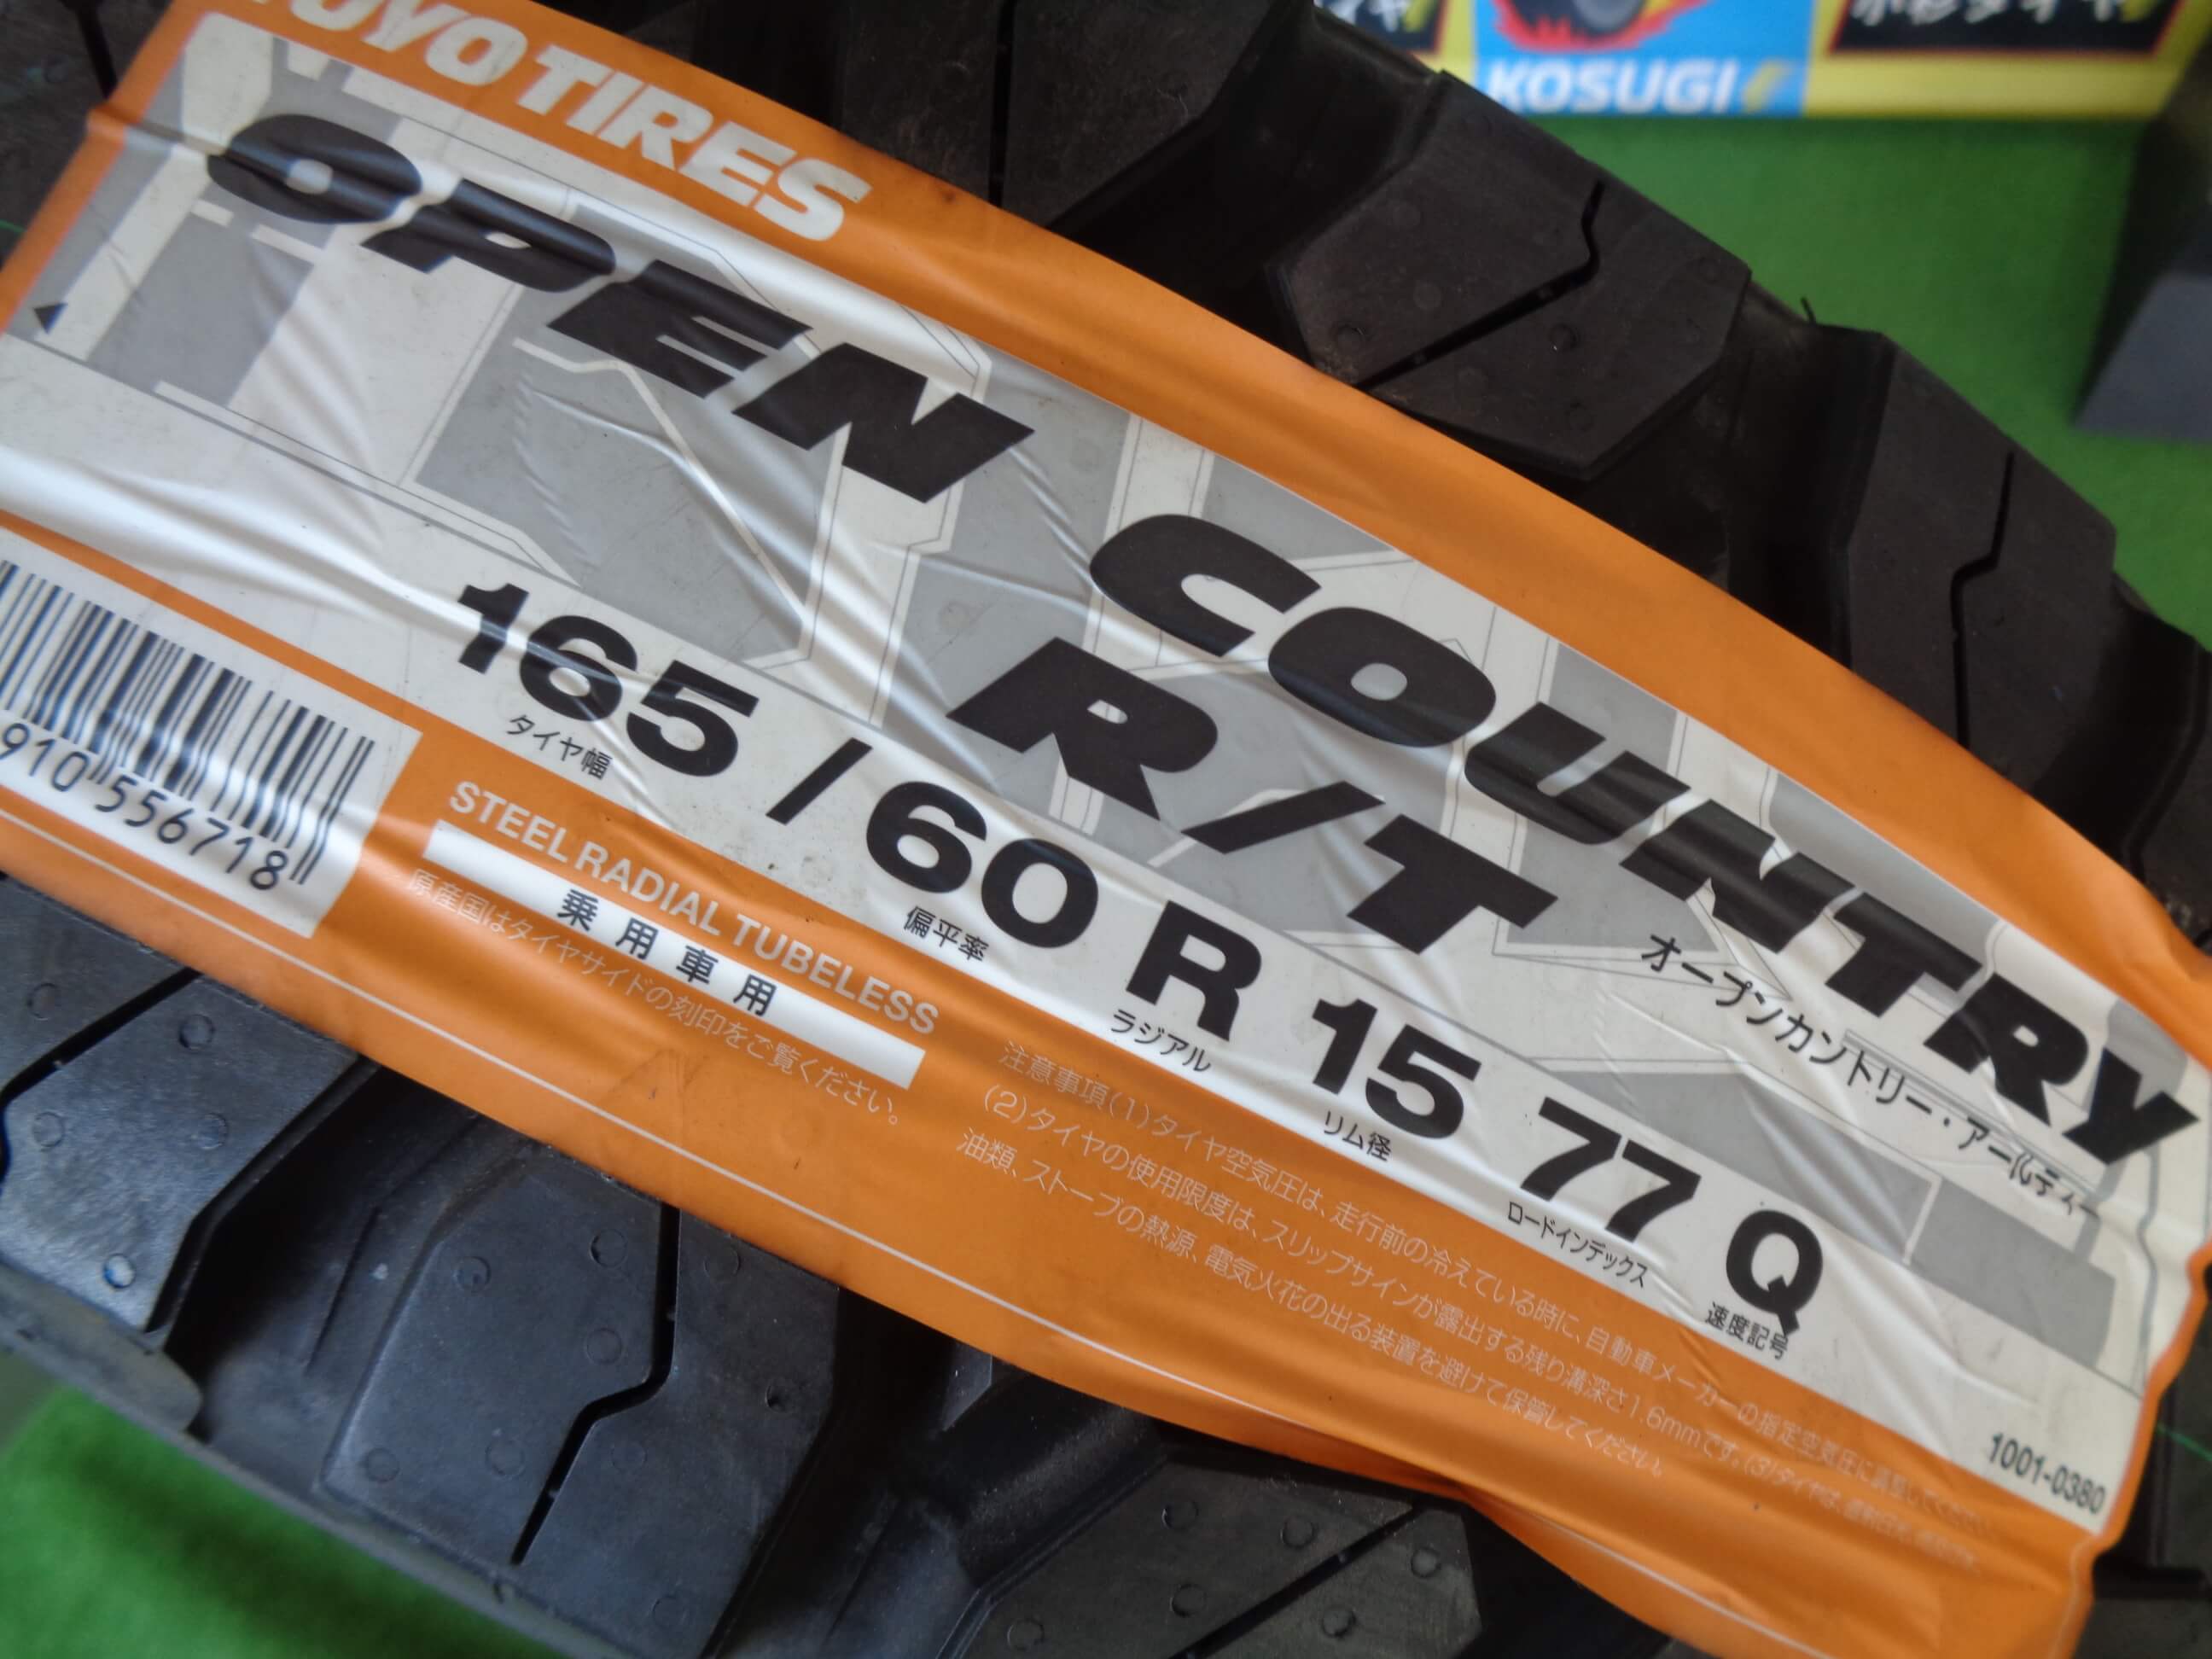 KOSUGI
TOYO TIRES
OPEN COUNTRY
R/T
オープンカントリー・アールティー
165 / 60 R 15 77 Q
タイヤ幅 偏平率 ラジアル リム径 ロードインデックス 速度記号
910 556718
STEEL RADIAL TUBELESS
乗用車用
原産国はタイヤサイドの刻印をご覧ください。
注意事項(1)タイヤ空気圧は、走行前の冷えている時に、自動車メーカーの指定空気圧に
(2)タイヤの使用限度は、スリップサインが露出する残り溝深さ1.6mmです。(3)タイヤは、
油類、ストーブの熱源、電気火花の出る装置を避けて保管してください。
1001-0380